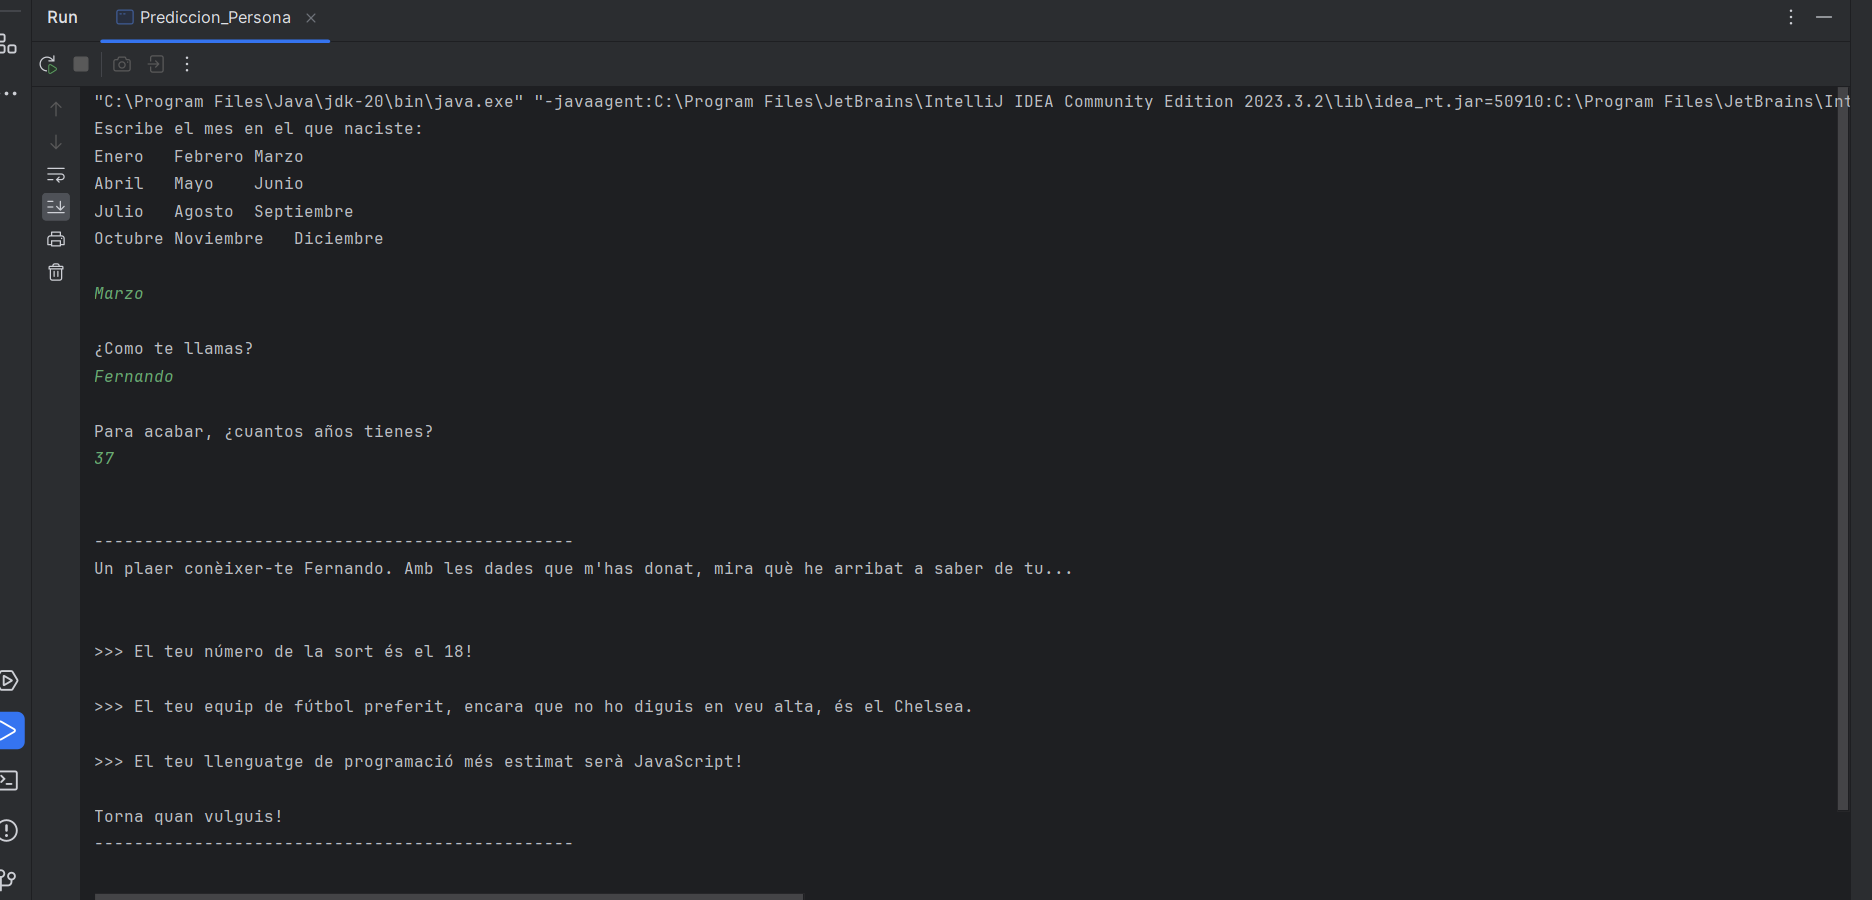 Run Prediccion_Persona
"C:\Program Files\Java\jdk-20\bin\java.exe" "-javaagent:C:\Program Files\JetBrains\IntelliJ IDEA Community Edition 2023.3.2\lib\idea_rt.jar=50910:C:\Program Files\JetBrains\Int
Escribe el mes en el que naciste:
Enero Febrero Marzo
Abril Mayo Junio
Julio Agosto Septiembre
Octubre Noviembre Diciembre
Marzo
¿Como te llamas?
Fernando
Para acabar, ¿cuantos años tienes?
37
------------------------------------------------
Un plaer conèixer-te Fernando. Amb les dades que m'has donat, mira què he arribat a saber de tu...
>>> El teu número de la sort és el 18!
>>> El teu equip de fútbol preferit, encara que no ho diguis en veu alta, és el Chelsea.
>>> El teu llenguatge de programació més estimat serà JavaScript!
Torna quan vulguis!
------------------------------------------------